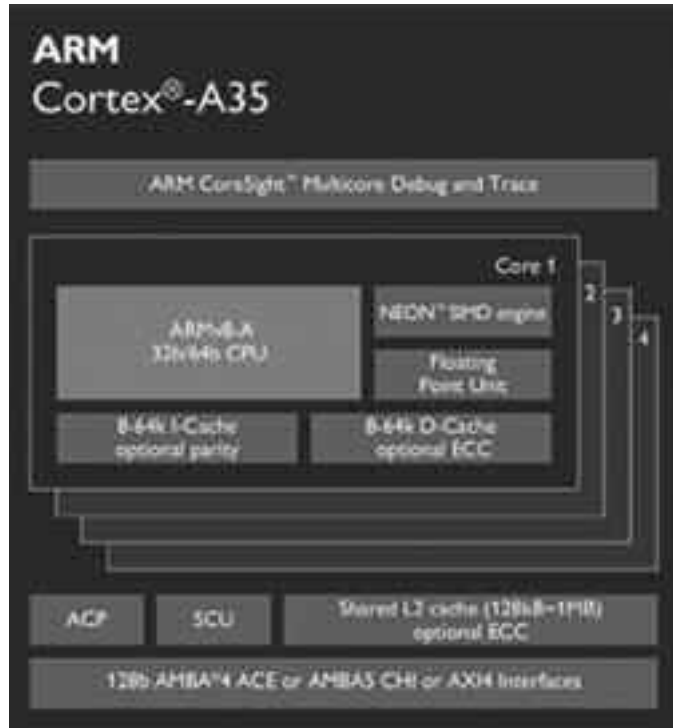 ARM
Cortex®-A35
ARM CoreSight™ Multicore Debug and Trace
Core 1
2
3
4
ARMv8-A
32b/64b CPU
NEON™ SIMD engine
Floating
Point Unit
8-64k I-Cache
optional parity
8-64k D-Cache
optional ECC
ACP
SCU
Shared L2 cache (128kB~1MB)
optional ECC
128b AMBA®4 ACE or AMBA5 CHI or AXI4 Interfaces